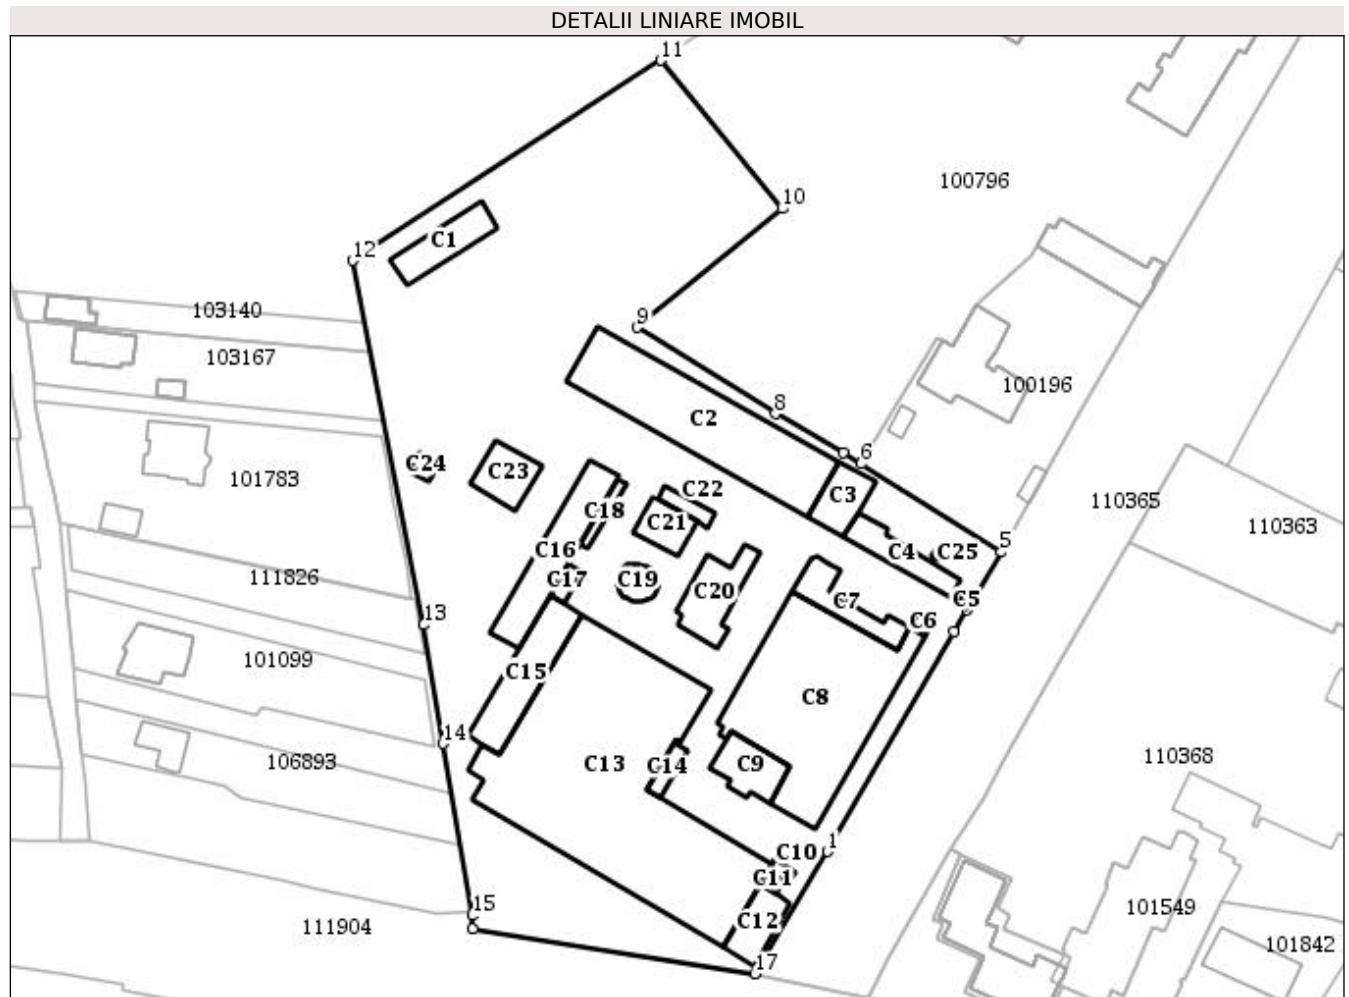 DETALII LINIARE IMOBIL
11
100796
10
C1
12
103140
9
103167
100196
8
C2
6
C24
C23
101783
C22
C3
110365
C18
C21
110363
5
C16
C4
C25
111826
C17
C19
C20
C7
C5
13
C6
101099
C15
C8
14
106893
C13
C14
C9
110368
1
C10
C11
15
C12
101549
111904
101842
17